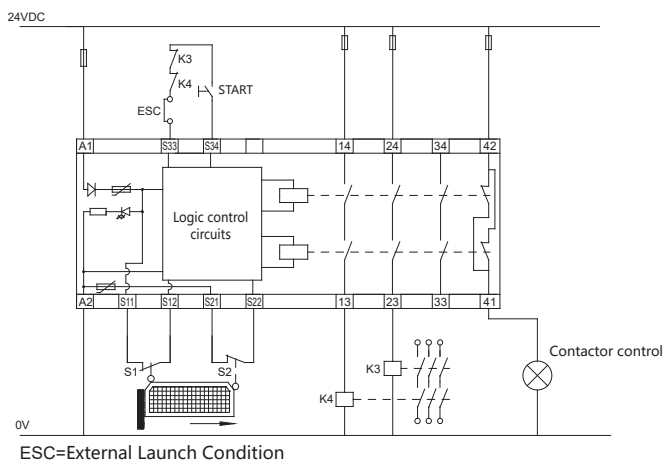 24VDC
K3
K4
START
ESC
A1
S33
S34
14
24
34
42
Logic control
circuits
A2
S11
S12
S21
S22
13
23
33
41
S1
S2
K3
K4
Contactor control
0V
ESC=External Launch Condition